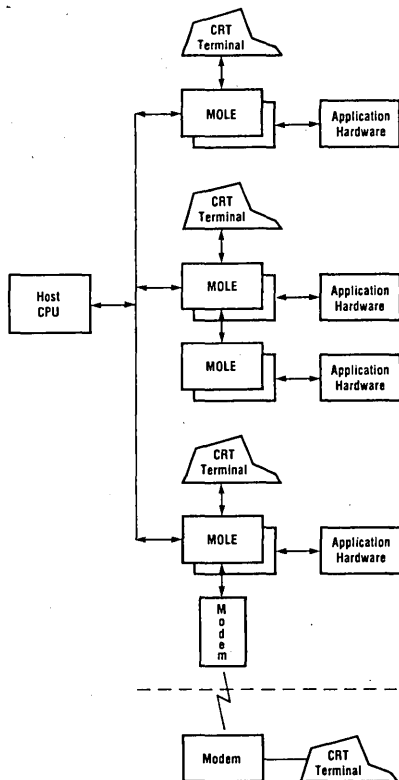 CRT
Terminal
MOLE
Application
Hardware
CRT
Terminal
Host
CPU
MOLE
Application
Hardware
MOLE
Application
Hardware
CRT
Terminal
MOLE
Application
Hardware
Modem
Modem
CRT
Terminal